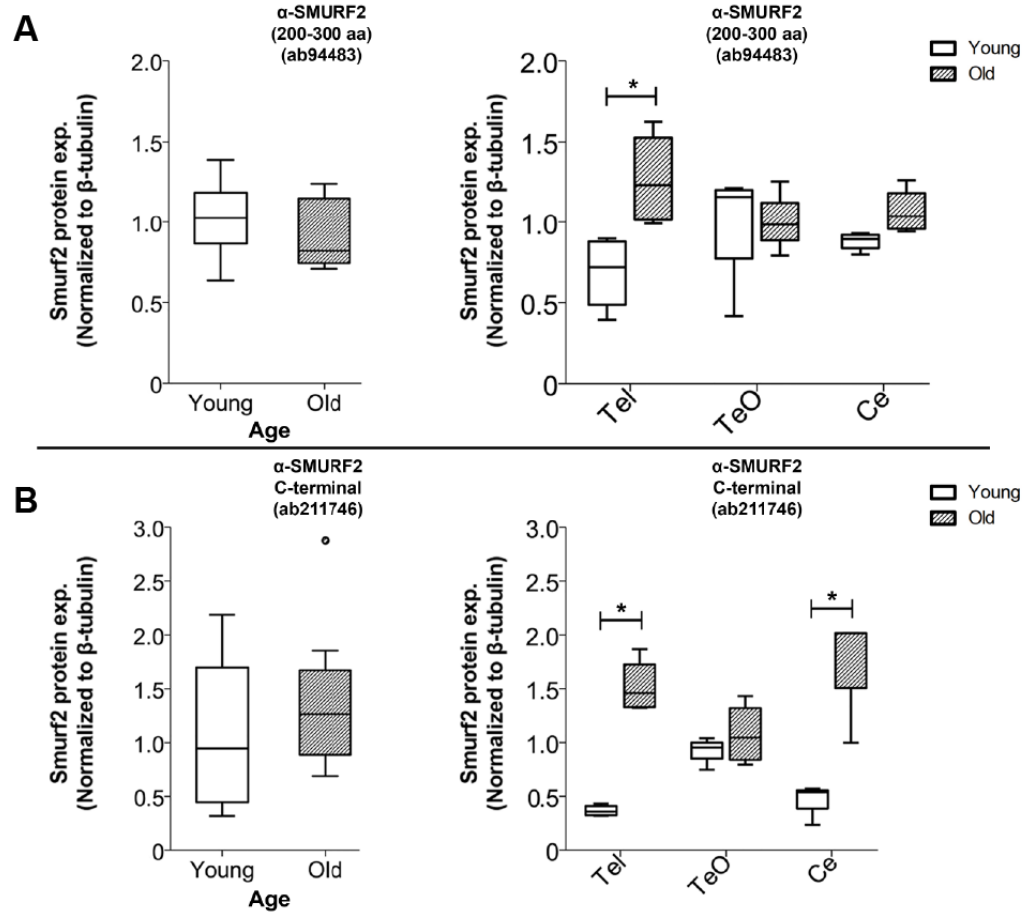 A
α-SMURF2
(200-300 aa)
(ab94483)
Smurf2 protein exp.
(Normalized to β-tubulin)
2.0
1.5
1.0
0.5
0
Young
Old
Age
α-SMURF2
(200-300 aa)
(ab94483)
Smurf2 protein exp.
(Normalized to β-tubulin)
2.0
1.5
1.0
0.5
0
*
Tel
TeO
Ce
Young
Old
B
α-SMURF2
C-terminal
(ab211746)
Smurf2 protein exp.
(Normalized to β-tubulin)
3.0
2.5
2.0
1.5
1.0
0.5
0
Young
Old
Age
α-SMURF2
C-terminal
(ab211746)
Smurf2 protein exp.
(Normalized to β-tubulin)
3.0
2.5
2.0
1.5
1.0
0.5
0
*
*
Tel
TeO
Ce
Young
Old